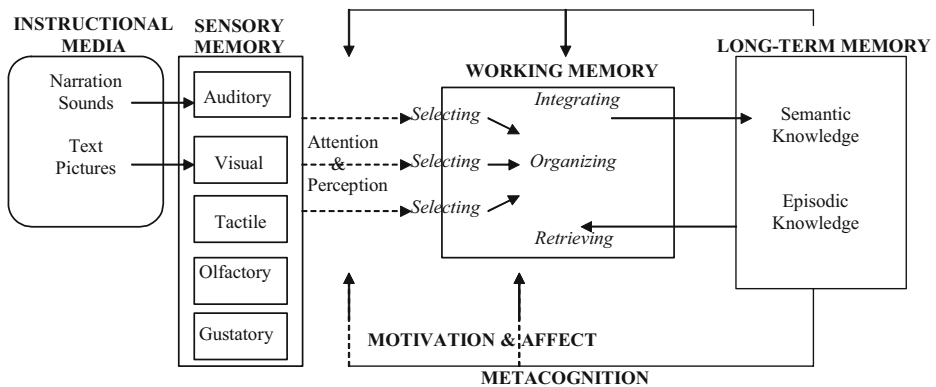 INSTRUCTIONAL
MEDIA
Narration
Sounds
Text
Pictures
SENSORY
MEMORY
Auditory
Visual
Tactile
Olfactory
Gustatory
Attention
&
Perception
Selecting
Selecting
Selecting
WORKING MEMORY
Integrating
Organizing
Retrieving
LONG-TERM MEMORY
Semantic
Knowledge
Episodic
Knowledge
MOTIVATION & AFFECT
METACOGNITION